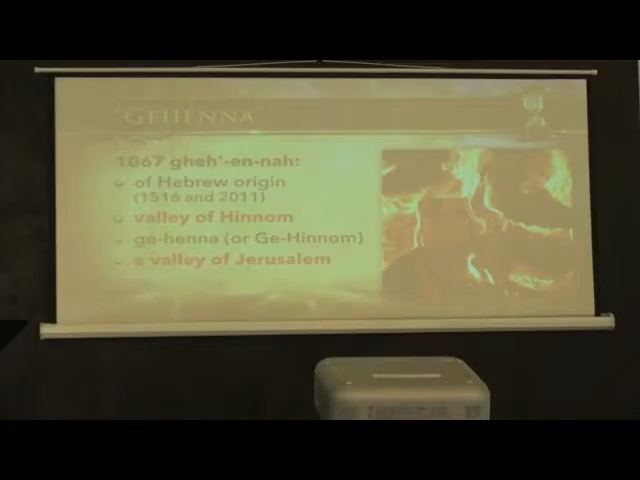 "GEHENNA"
1067 gheh'-en-nah:
of Hebrew origin
(1516 and 2011)
valley of Hinnom
ge-henna (or Ge-Hinnom)
a valley of Jerusalem